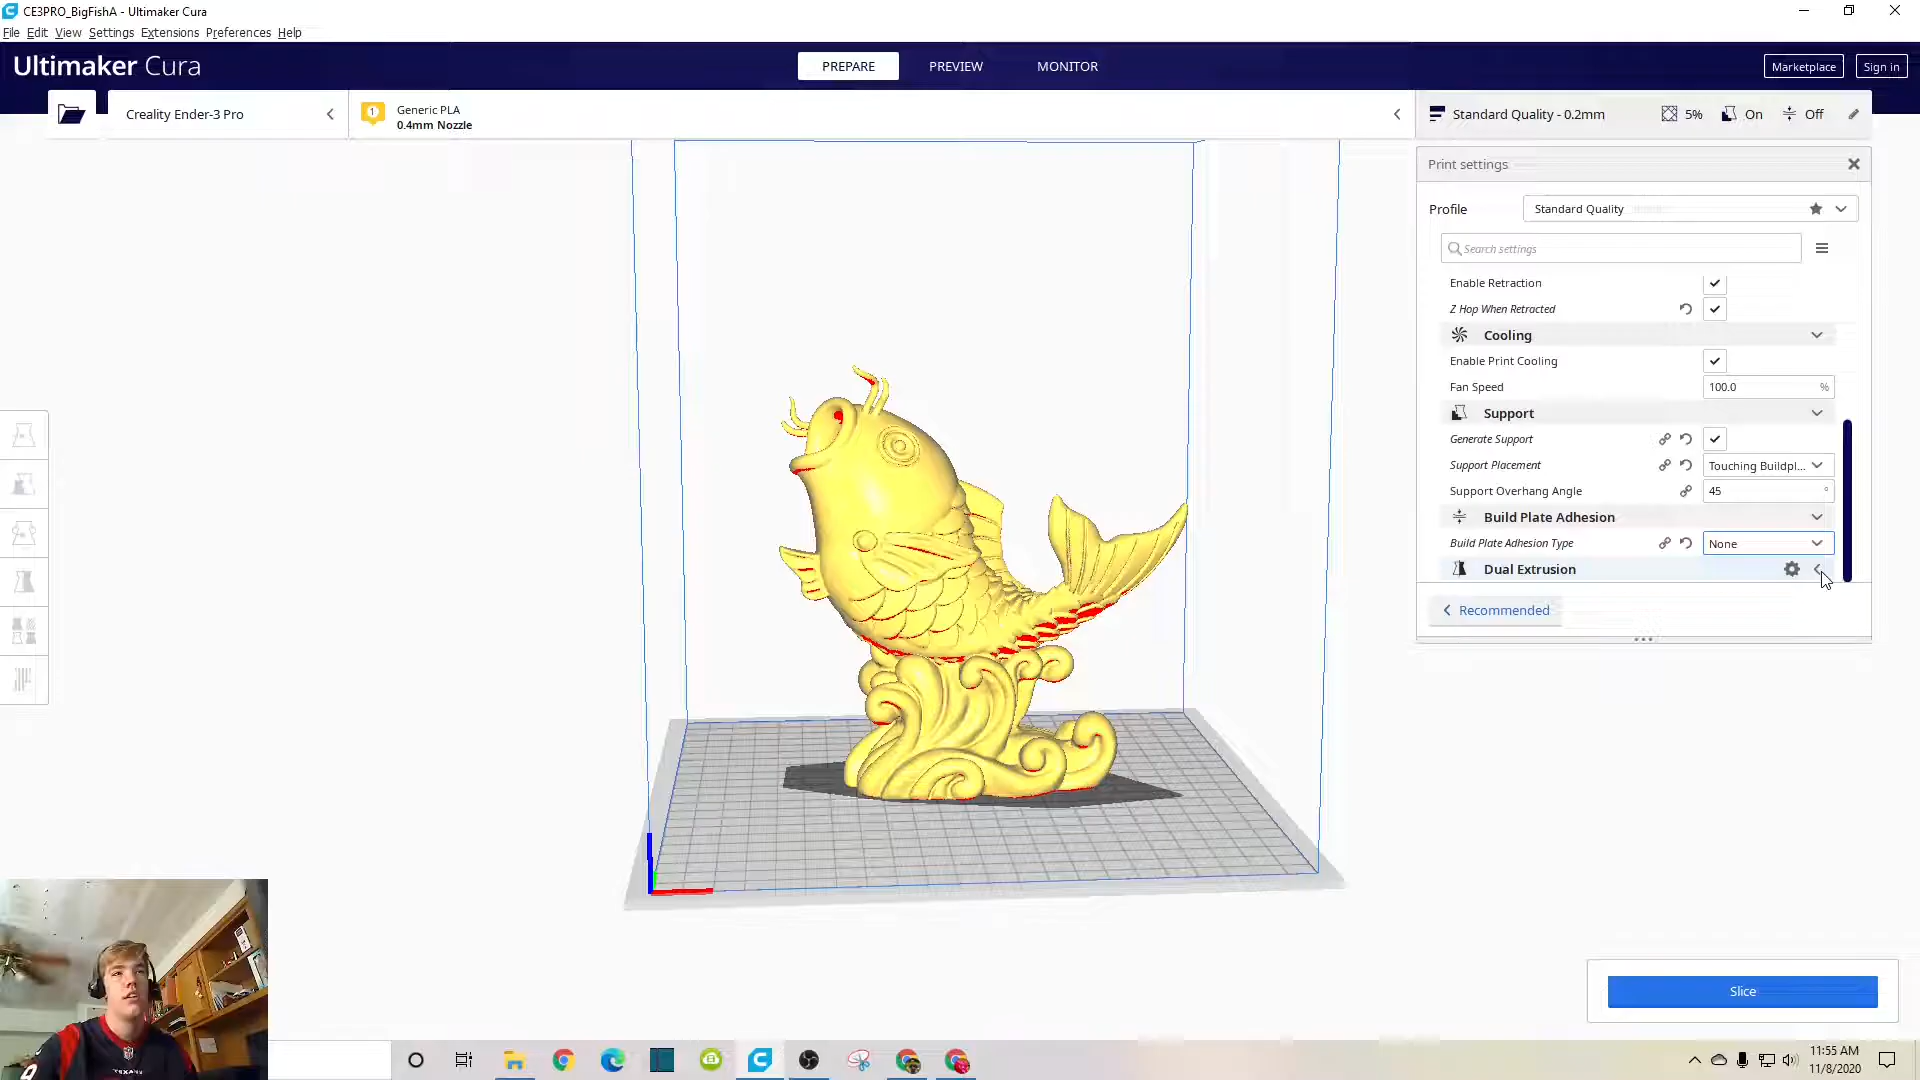 CE3PRO_BigFishA - Ultimaker Cura
File Edit View Settings Extensions Preferences Help
Ultimaker Cura
PREPARE
PREVIEW
MONITOR
Marketplace
Sign in
Creality Ender-3 Pro
1
Generic PLA
0.4mm Nozzle
Standard Quality - 0.2mm
5%
On
Off
Print settings
Profile
Standard Quality
Search settings
Enable Retraction
Z Hop When Retracted
Cooling
Enable Print Cooling
Fan Speed
100.0 %
Support
Generate Support
Support Placement
Touching Buildpl...
Support Overhang Angle
45 °
Build Plate Adhesion
Build Plate Adhesion Type
None
Dual Extrusion
Recommended
Slice
TEXANS
11:55 AM
11/8/2020